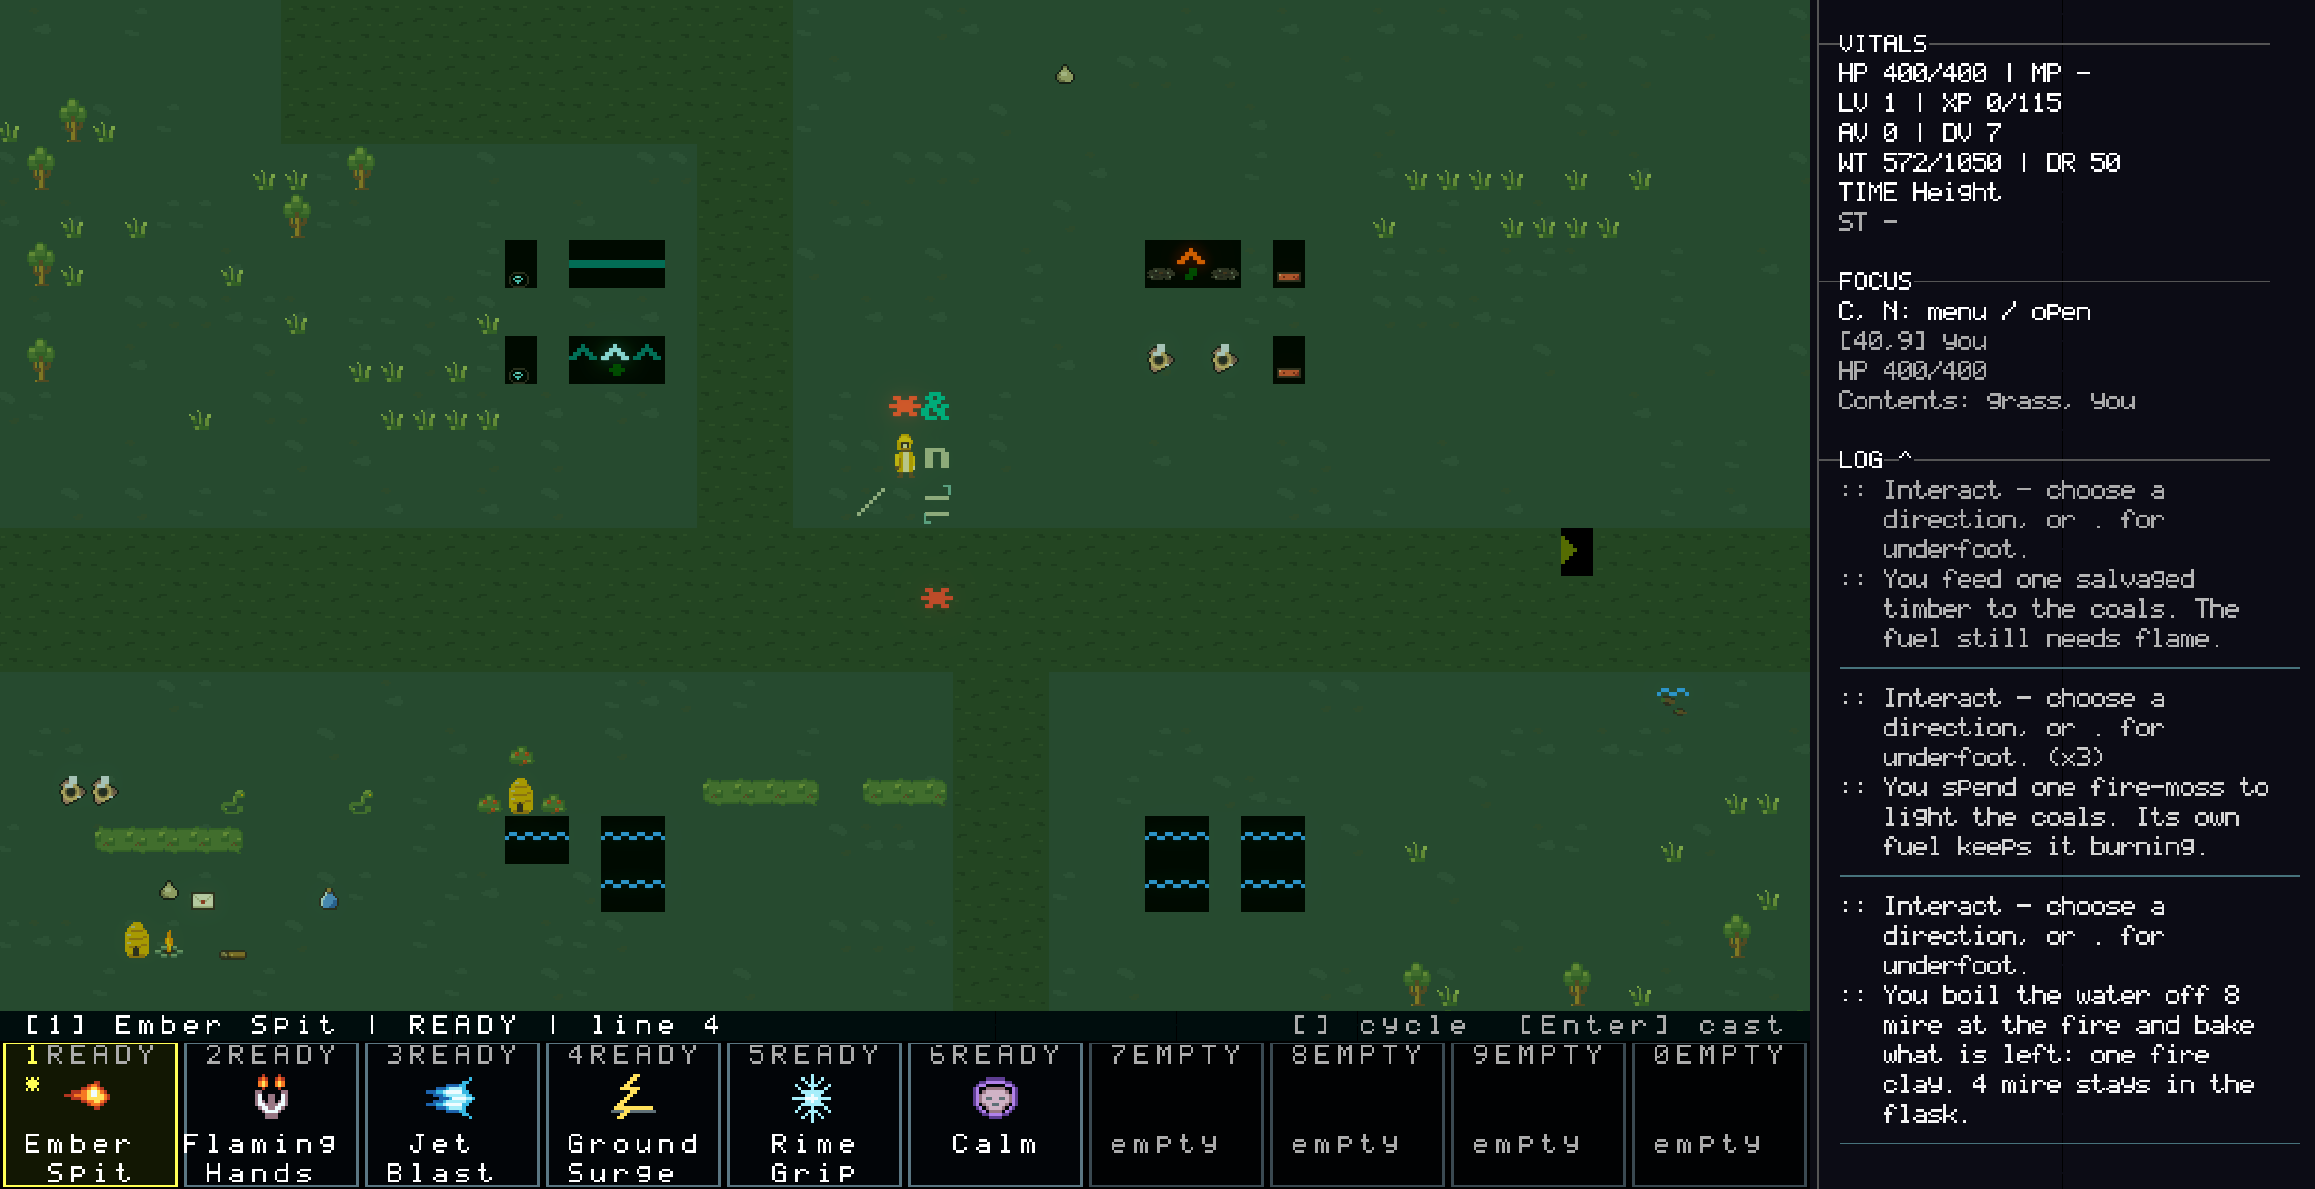 VITALS
HP 400/400 | MP -
LV 1 | XP 0/115
AV 0 | DV 7
WT 572/1050 | DR 50
TIME Height
ST -
FOCUS
C, N: menu / open
[40,9] you
HP 400/400
Contents: grass, you
LOG ^
:: Interact - choose a
direction, or . for
underfoot.
:: You feed one salvaged
timber to the coals. The
fuel still needs flame.
:: Interact - choose a
direction, or . for
underfoot. (x3)
:: You spend one fire-moss to
light the coals. Its own
fuel keeps it burning.
:: Interact - choose a
direction, or . for
underfoot.
:: You boil the water off 8
mire at the fire and bake
what is left: one fire
clay. 4 mire stays in the
flask.
&
n
[1] Ember Spit | READY | line 4
[] cycle [Enter] cast
1READY 2READY 3READY 4READY 5READY 6READY 7EMPTY 8EMPTY 9EMPTY 0EMPTY
Ember Spit
Flaming Hands
Jet Blast
Ground Surge
Rime Grip
Calm
empty
empty
empty
empty